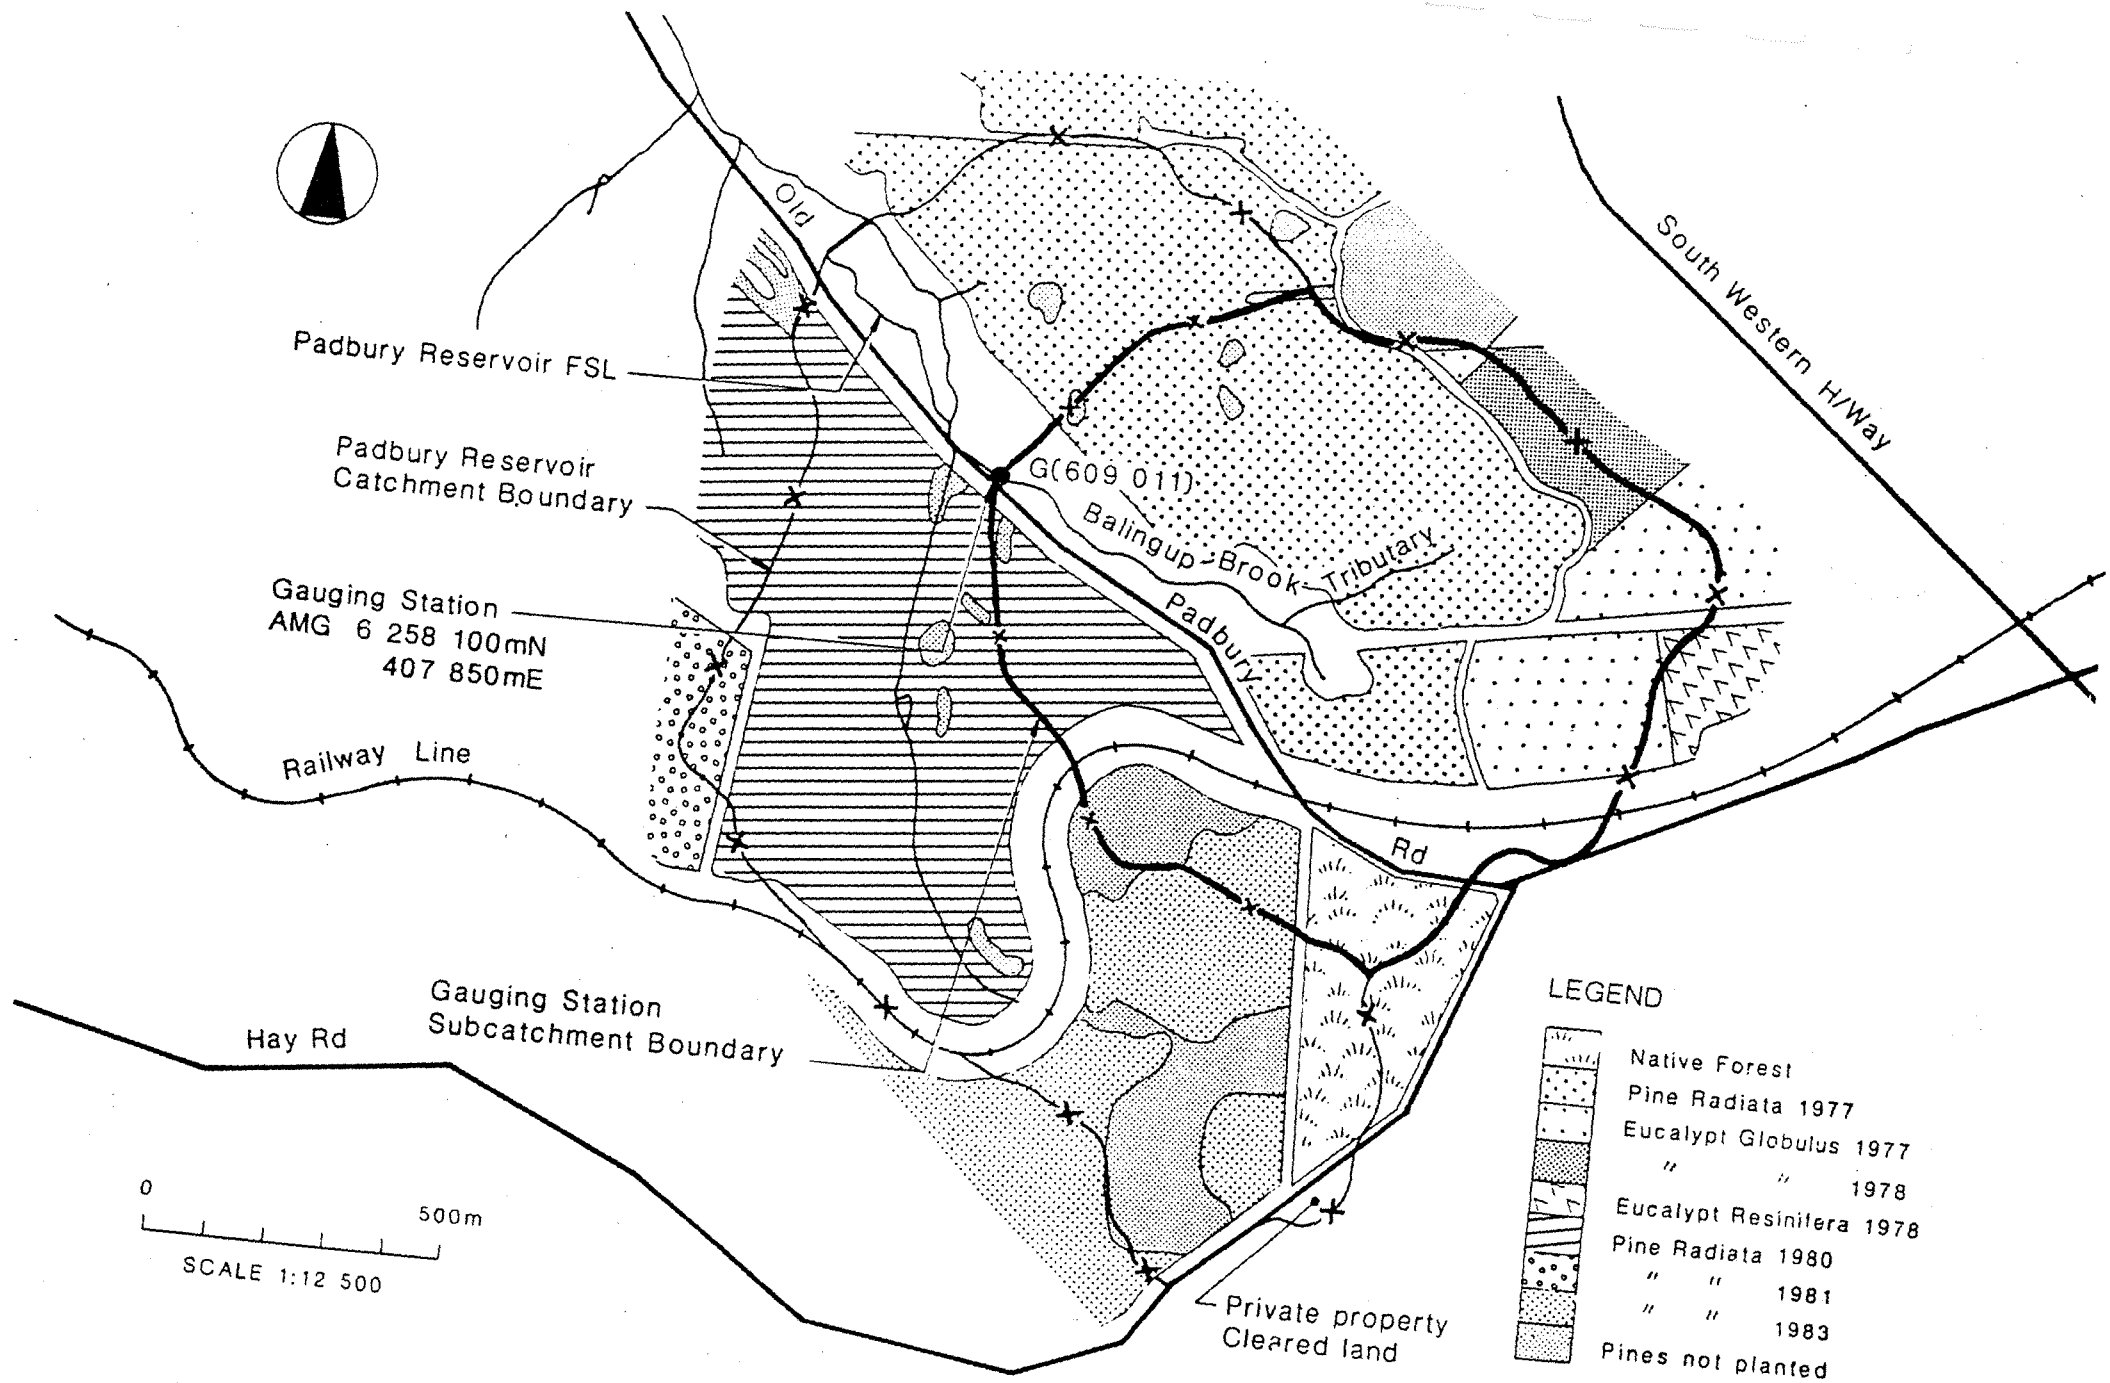 Old
South Western H/Way
Padbury Reservoir FSL
Padbury Reservoir
Catchment Boundary
G(609 011)
Balingup Brook Tributary
Gauging Station
AMG 6 258 100mN
407 850mE
Padbury
Railway Line
Rd
Gauging Station
Subcatchment Boundary
Hay Rd
LEGEND
Native Forest
Pine Radiata 1977
Eucalypt Globulus 1977
" " 1978
Eucalypt Resinifera 1978
Pine Radiata 1980
" " 1981
" " 1983
Pines not planted
0 500m
SCALE 1:12 500
Private property
Cleared land